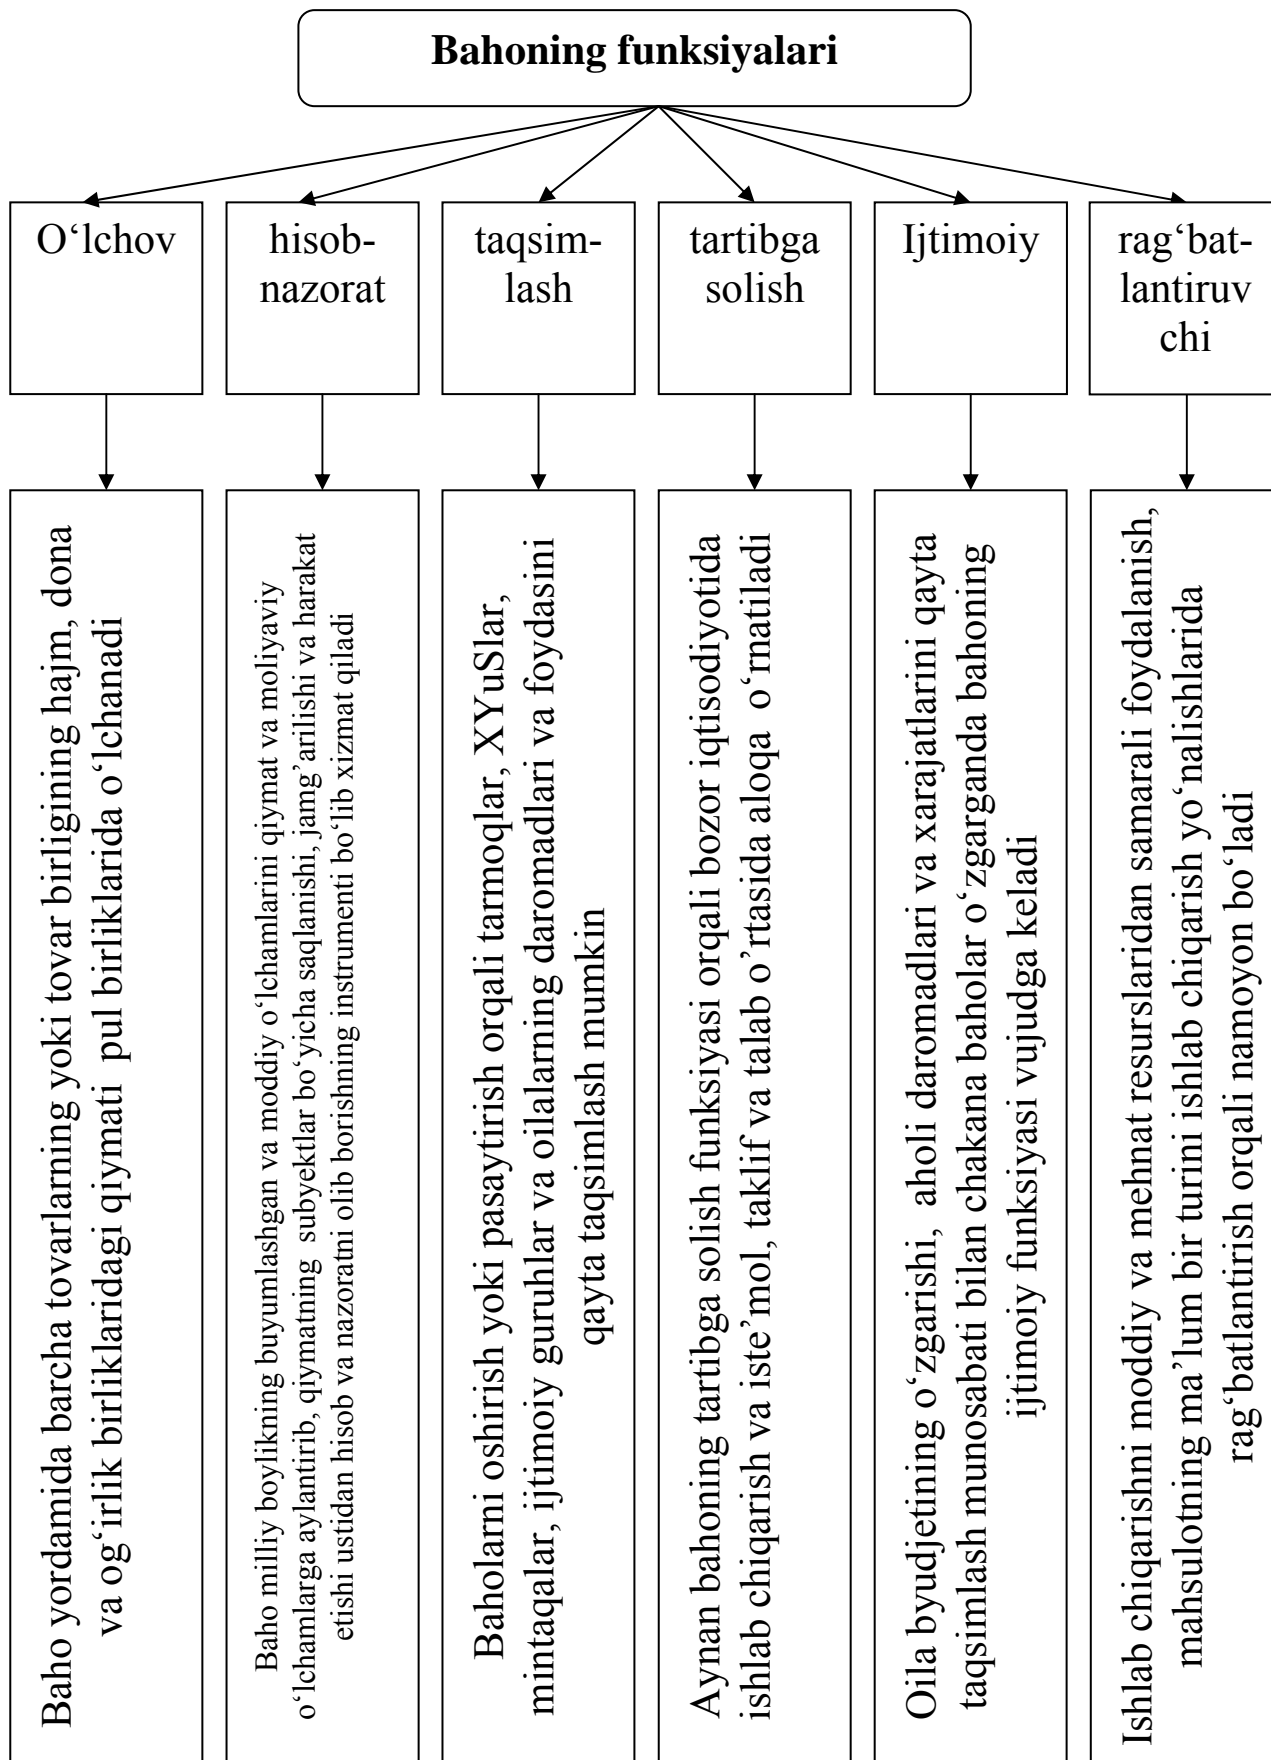 Bahoning funksiyalari
O‘lchov
hisob-
nazorat
taqsim-
lash
tartibga
solish
Ijtimoiy
rag‘bat-
lantiruv
chi
Baho yordamida barcha tovarlarning yoki tovar birligining hajm, dona
va og‘irlik birliklaridagi qiymati pul birliklarida o‘lchanadi
Baho milliy boylikning buyumlashgan va moddiy o‘lchamlarini qiymat va moliyaviy
o‘lchamlarga aylantirib, qiymatning subyektlar bo‘yicha saqlanishi, jamg’arilishi va harakat
etishi ustidan hisob va nazoratni olib borishning instrumenti bo‘lib xizmat qiladi
Baholarni oshirish yoki pasaytirish orqali tarmoqlar, XYuSlar,
mintaqalar, ijtimoiy guruhlar va oilalarning daromadlari va foydasini
qayta taqsimlash mumkin
Aynan bahoning tartibga solish funksiyasi orqali bozor iqtisodiyotida
ishlab chiqarish va iste’mol, taklif va talab o’rtasida aloqa o‘rnatiladi
Oila byudjetining o‘zgarishi, aholi daromadlari va xarajatlarini qayta
taqsimlash munosabati bilan chakana baholar o‘zgarganda bahoning
ijtimoiy funksiyasi vujudga keladi
Ishlab chiqarishni moddiy va mehnat resurslaridan samarali foydalanish,
mahsulotning ma’lum bir turini ishlab chiqarish yo‘nalishlarida
rag‘batlantirish orqali namoyon bo‘ladi